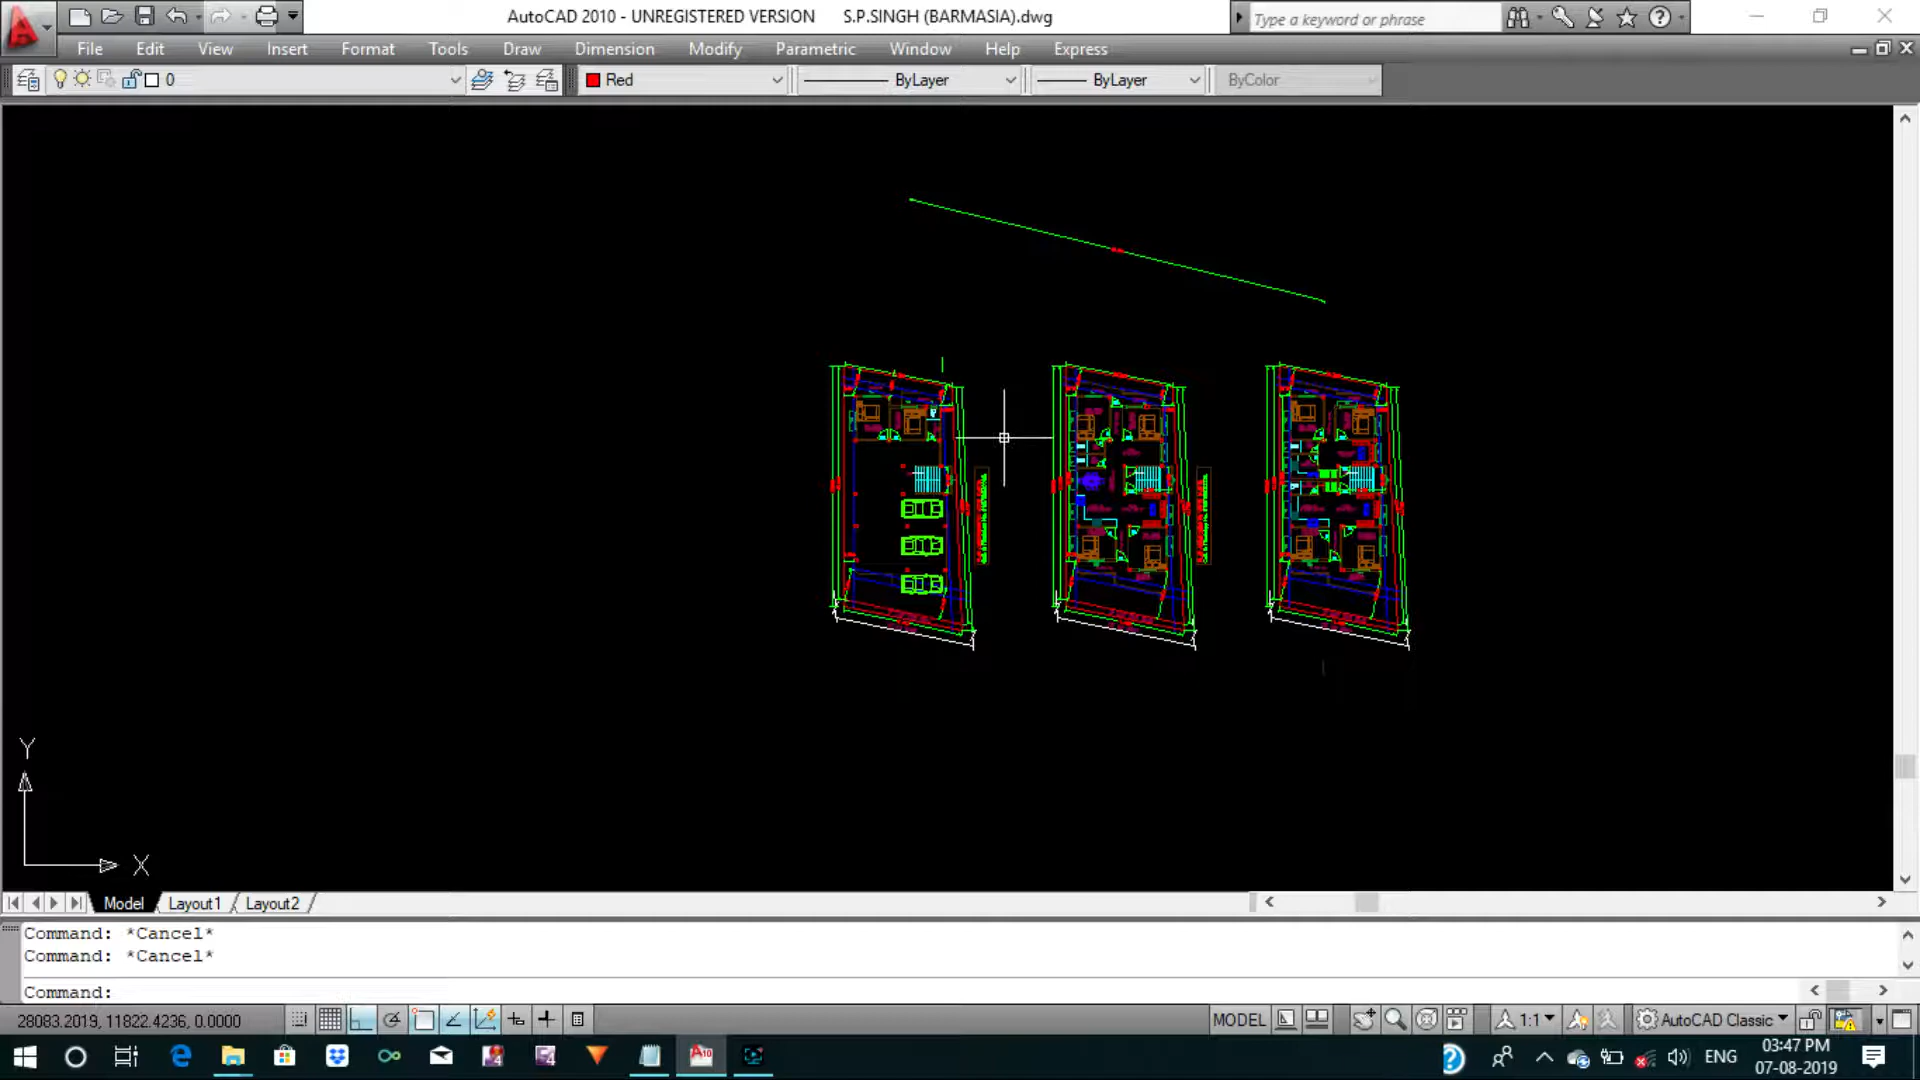 AutoCAD 2010 - UNREGISTERED VERSION S.P.SINGH (BARMASIA).dwg
Type a keyword or phrase
File Edit View Insert Format Tools Draw Dimension Modify Parametric Window Help Express
0 Red ByLayer ByLayer ByColor
Y
X
Model Layout1 Layout2
Command: *Cancel*
Command: *Cancel*
Command:
28083.2019, 11822.4236, 0.0000 MODEL 1:1 AutoCAD Classic
ENG 03:47 PM
07-08-2019